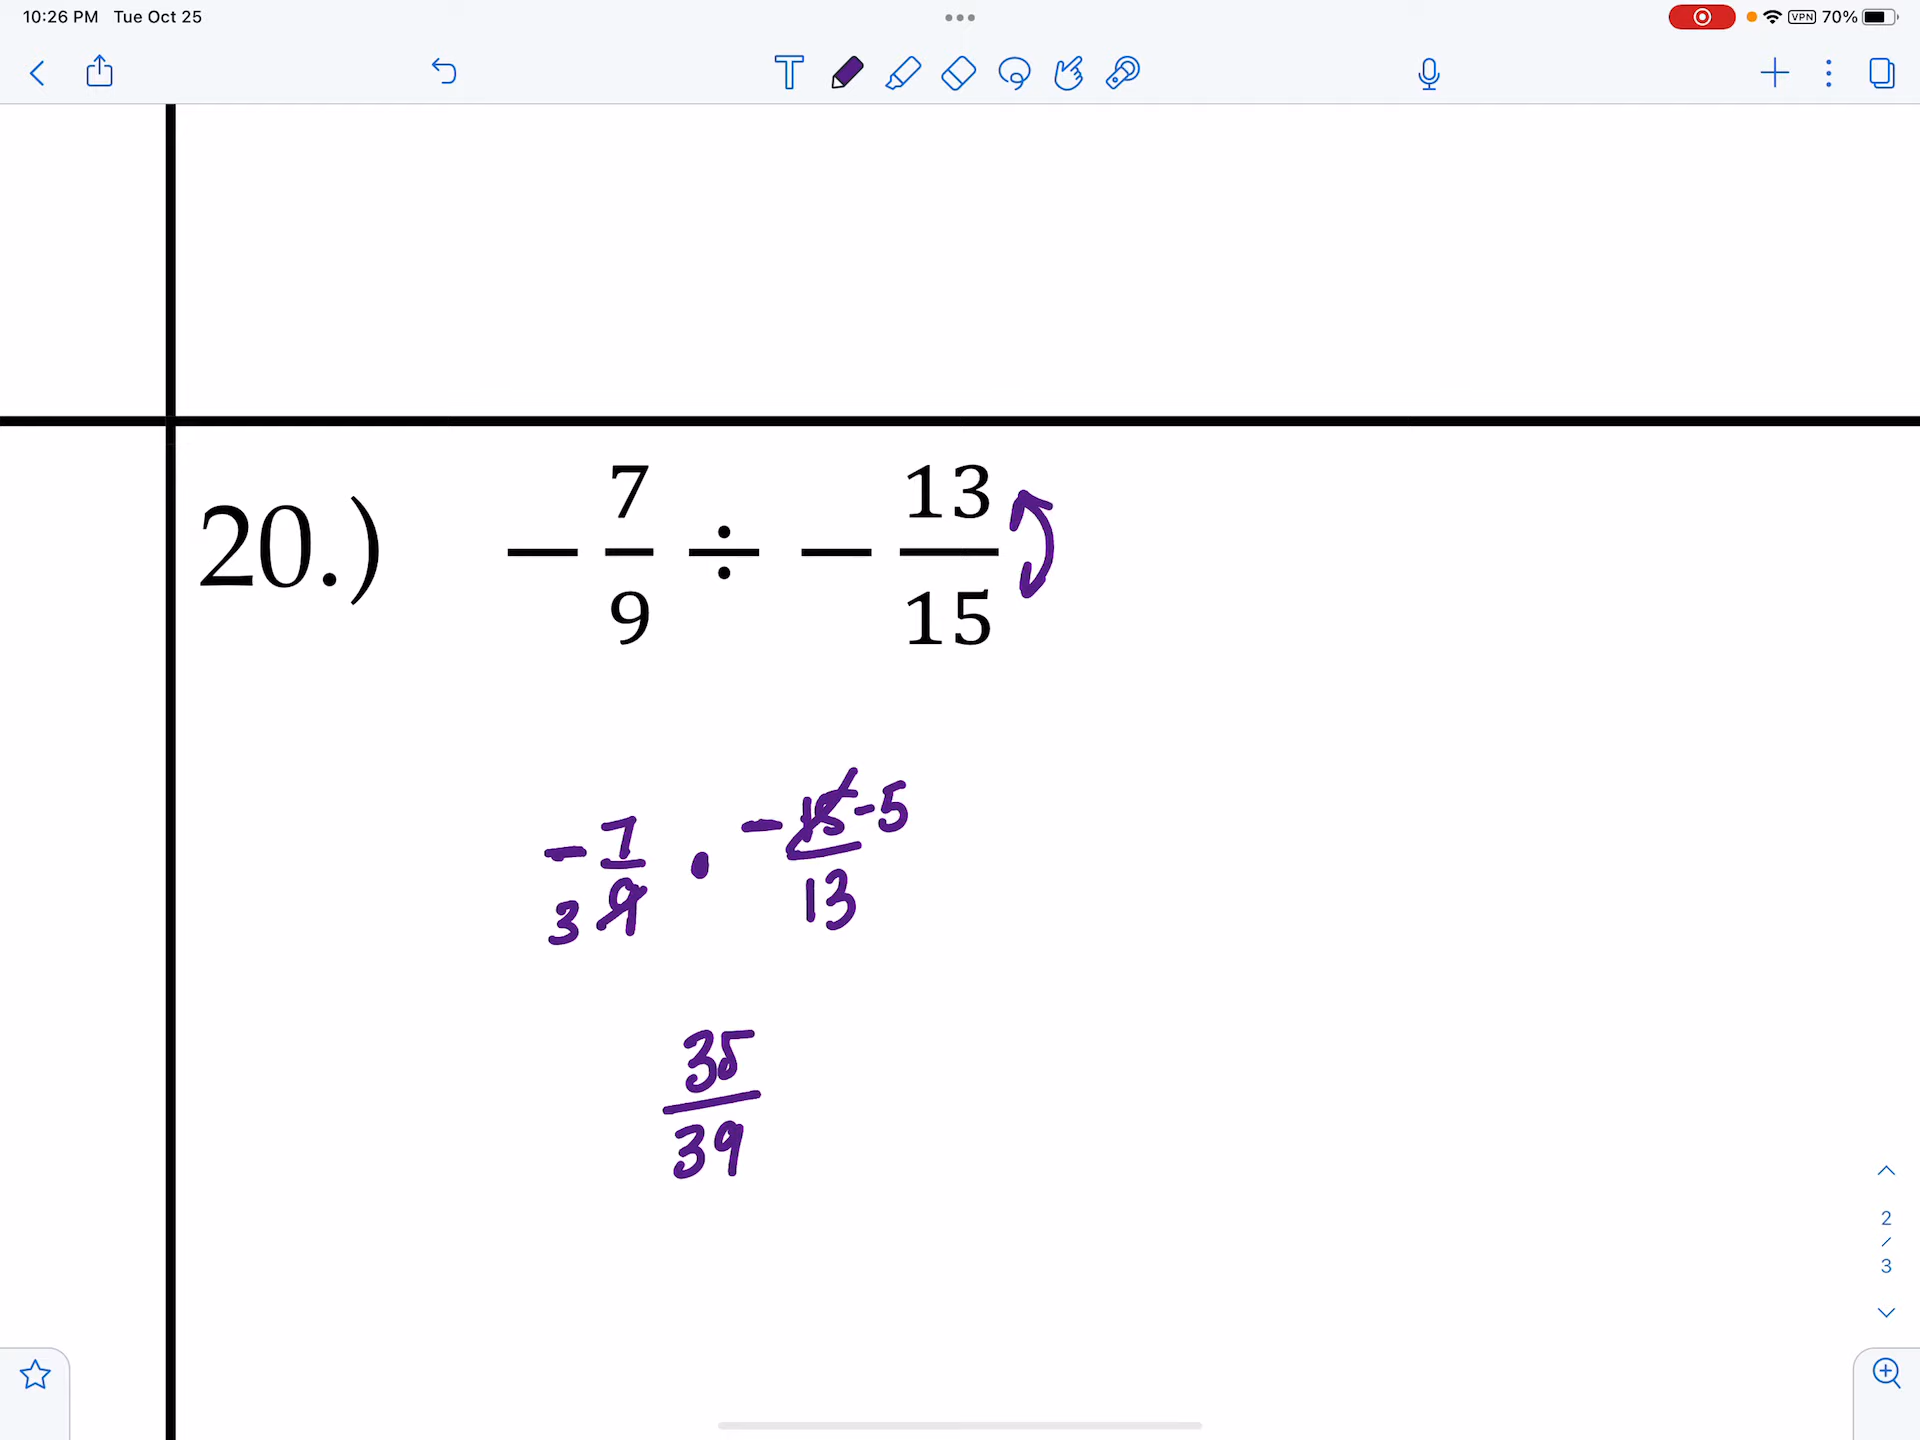 10:26 PM Tue Oct 25
VPN 70%
20.) − 7/9 ÷ − 13/15
− 7/9 • − 15/13
3 -5
35/39
2
/
3